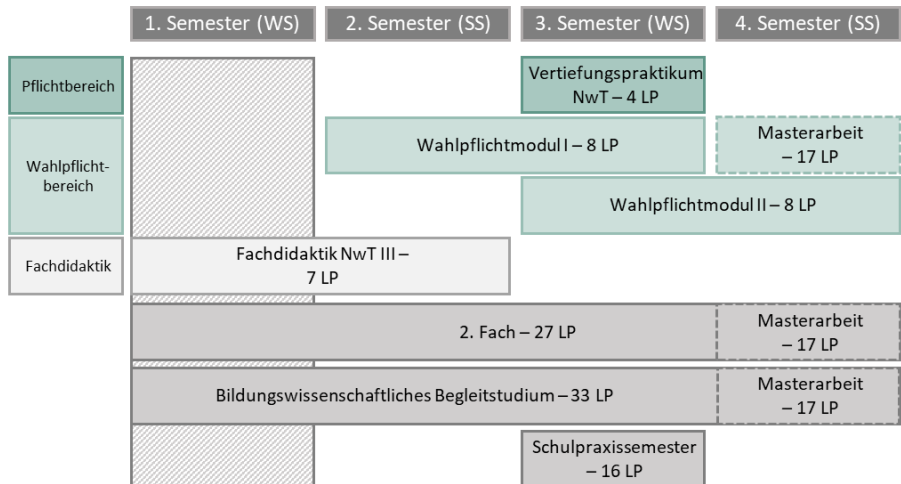 1. Semester (WS)
2. Semester (SS)
3. Semester (WS)
4. Semester (SS)
Pflichtbereich
Vertiefungspraktikum
NwT – 4 LP
Wahlpflicht-
bereich
Wahlpflichtmodul I – 8 LP
Masterarbeit
– 17 LP
Wahlpflichtmodul II – 8 LP
Fachdidaktik
Fachdidaktik NwT III –
7 LP
2. Fach – 27 LP
Masterarbeit
– 17 LP
Bildungswissenschaftliches Begleitstudium – 33 LP
Masterarbeit
– 17 LP
Schulpraxissemester
– 16 LP